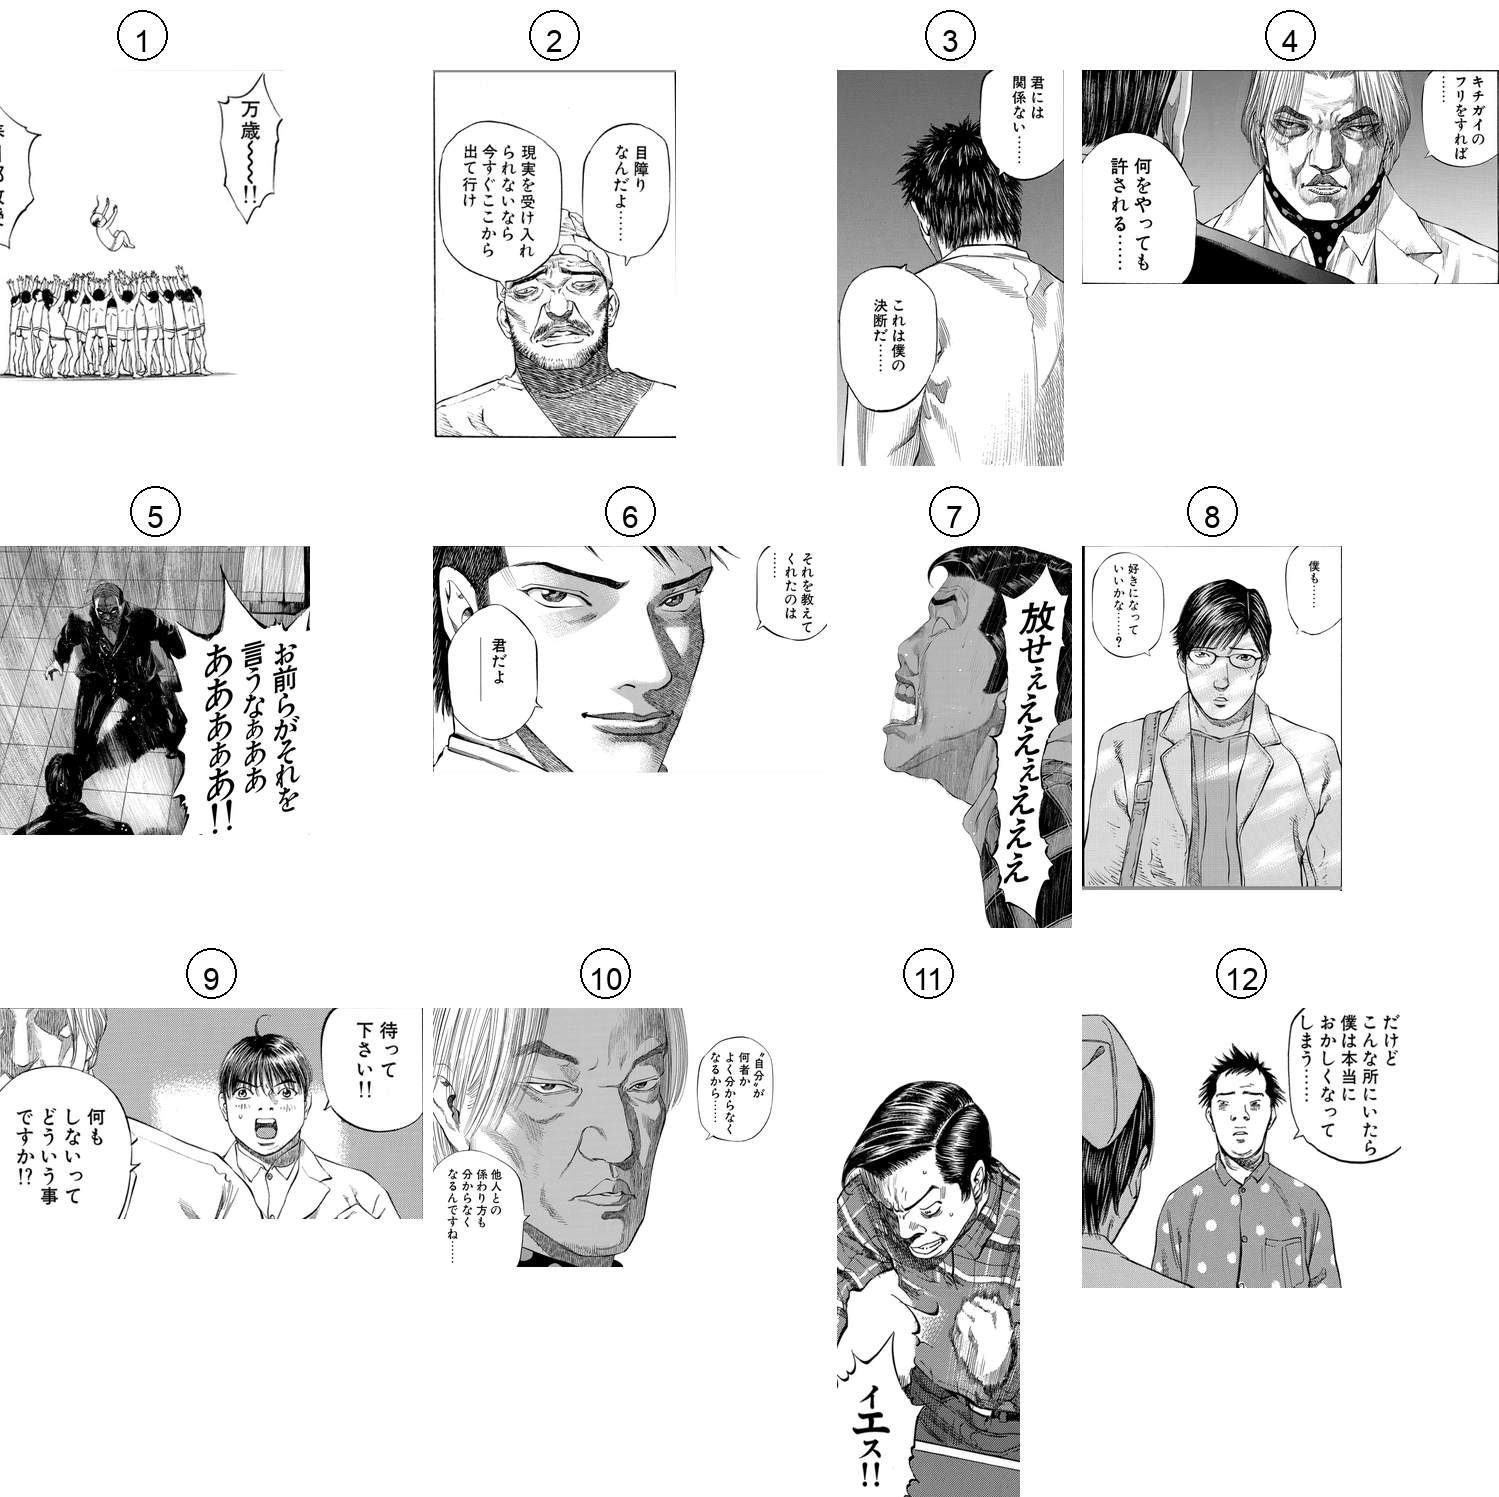 1
万歳〜〜〜!!
2
目障り
なんだよ……
現実を受け入れ
られないなら
今すぐここから
出て行け
3
君には
関係ない……
これは僕の
決断だ……
4
キチガイの
フリをすれば
……
何をやっても
許される……
5
お前らがそれを
言うなぁああ
あああぁぁあ!!
6
それを教えて
くれたのは
……
君だよ――
7
放せぇえええぇええええ
8
僕も……
好きになって
いいかな……?
9
待って
下さい!!
何も
しないって
どういう事
ですか!?
10
“自分”が
何者か
よく分からなく
なるから……
他人との
係わり方も
分からなく
なるんですね……
11
イエス!!
12
だけど
こんな所にいたら
僕は本当に
おかしくなって
しまう……